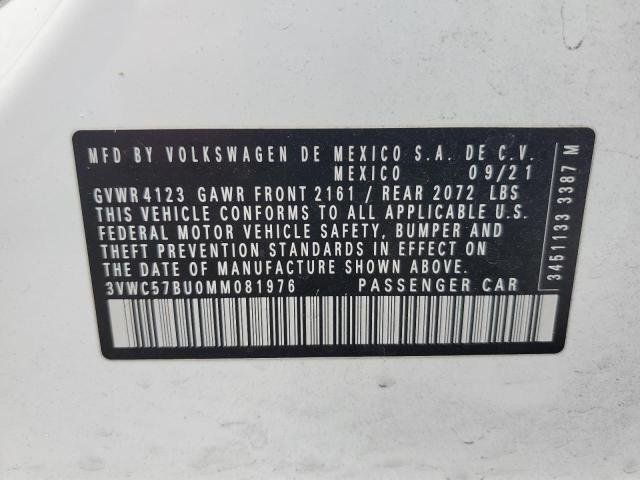 MFD BY VOLKSWAGEN DE MEXICO S.A. DE C.V.
MEXICO 09/21
GVWR 4123 GAWR FRONT 2161 / REAR 2072 LBS
THIS VEHICLE CONFORMS TO ALL APPLICABLE U.S.
FEDERAL MOTOR VEHICLE SAFETY, BUMPER AND
THEFT PREVENTION STANDARDS IN EFFECT ON
THE DATE OF MANUFACTURE SHOWN ABOVE.
3VWC57BU0MM081976 PASSENGER CAR
3451133 3387 M